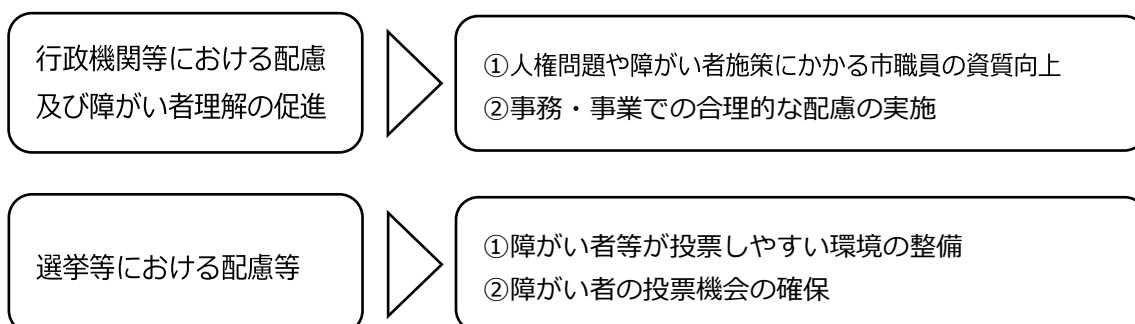 行政機関等における配慮
及び障がい者理解の促進
①人権問題や障がい者施策にかかる市職員の資質向上
②事務・事業での合理的な配慮の実施
選挙等における配慮等
①障がい者等が投票しやすい環境の整備
②障がい者の投票機会の確保